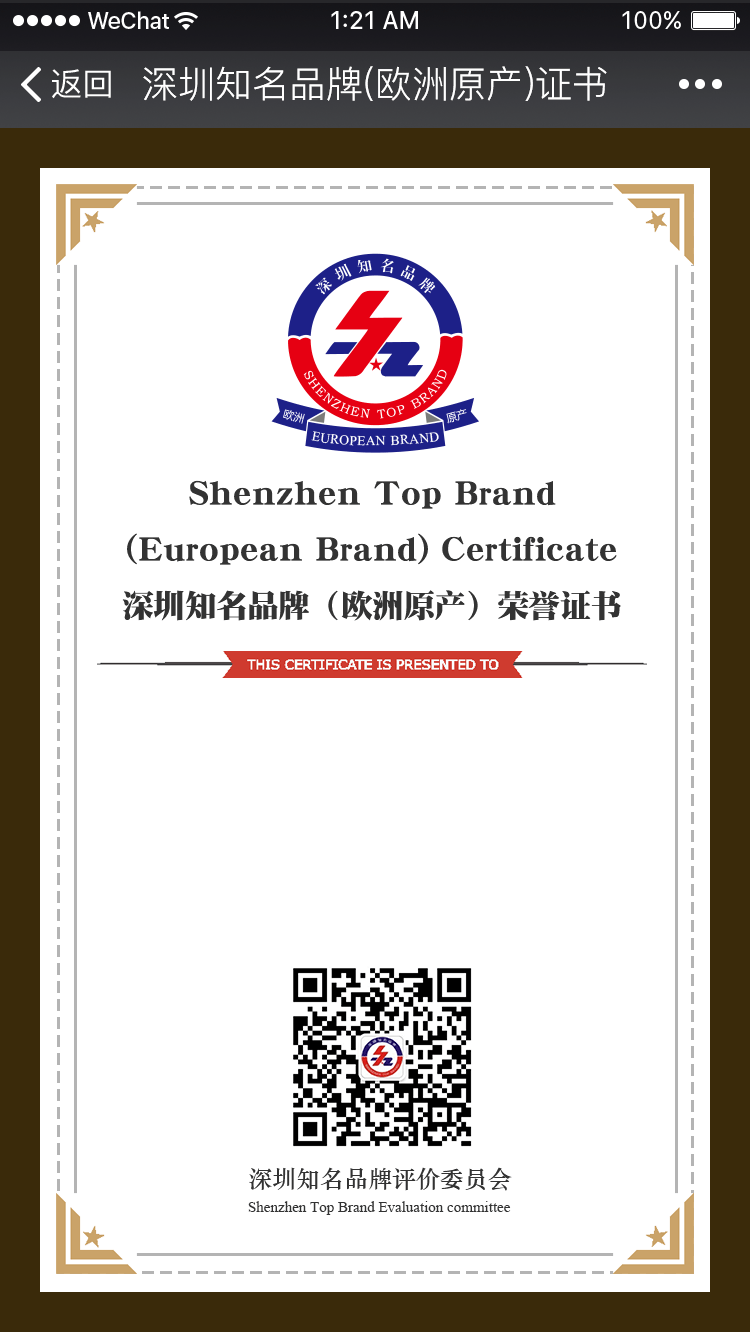 WeChat 1:21 AM 100%
返回 深圳知名品牌(欧洲原产)证书
深圳知名品牌
SHENZHEN TOP BRAND
欧洲 原产
EUROPEAN BRAND
Shenzhen Top Brand
(European Brand) Certificate
深圳知名品牌（欧洲原产）荣誉证书
THIS CERTIFICATE IS PRESENTED TO
深圳知名品牌评价委员会
Shenzhen Top Brand Evaluation committee